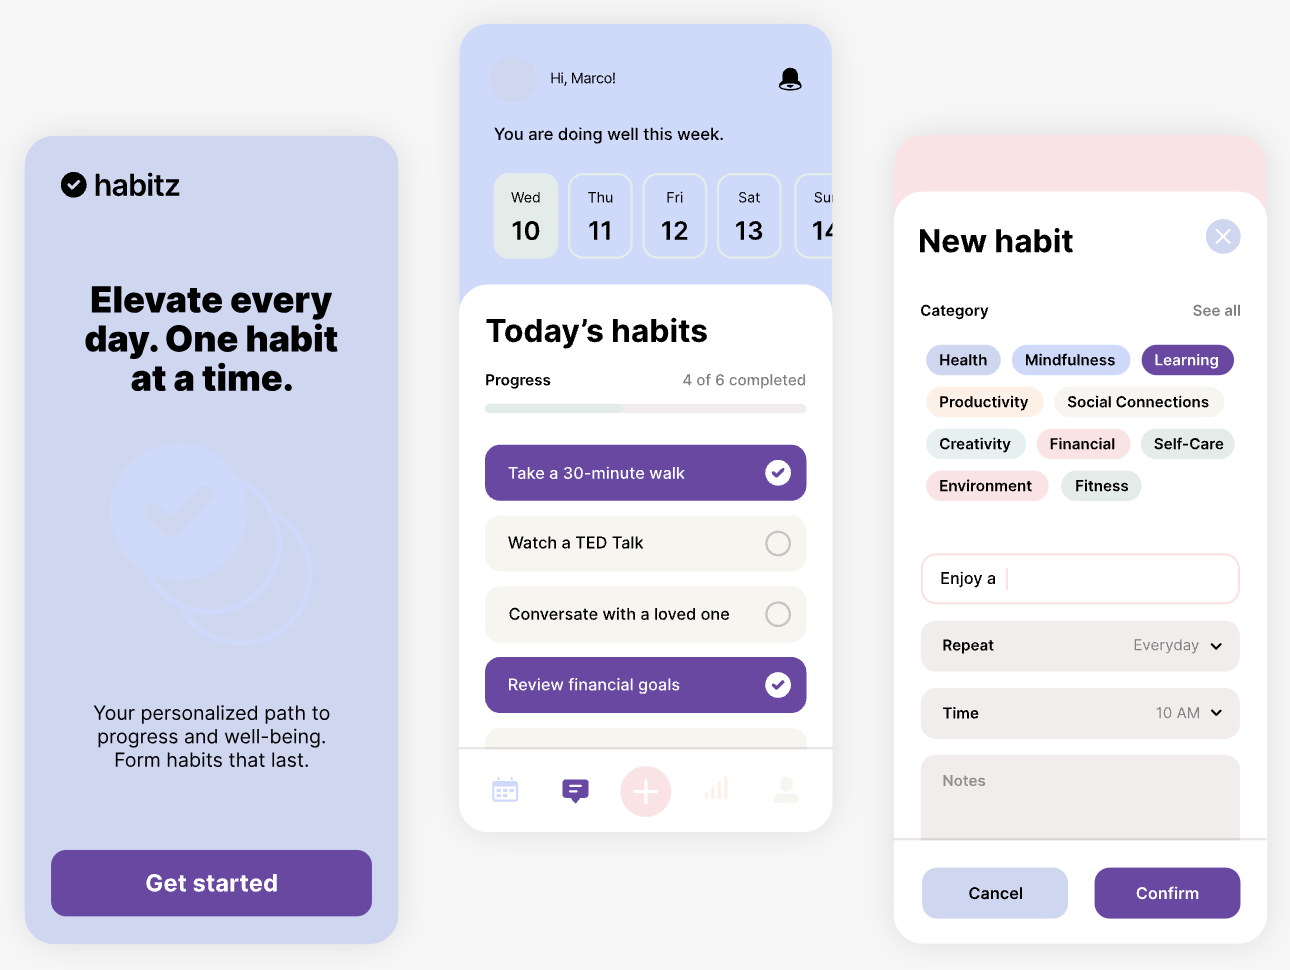 habitz
Elevate every
day. One habit
at a time.
Your personalized path to
progress and well-being.
Form habits that last.
Get started
Hi, Marco!
You are doing well this week.
Wed Thu Fri Sat Sun
10 11 12 13 14
Today’s habits
Progress 4 of 6 completed
Take a 30-minute walk
Watch a TED Talk
Conversate with a loved one
Review financial goals
New habit
Category See all
Health Mindfulness Learning
Productivity Social Connections
Creativity Financial Self-Care
Environment Fitness
Enjoy a
Repeat Everyday
Time 10 AM
Notes
Cancel Confirm